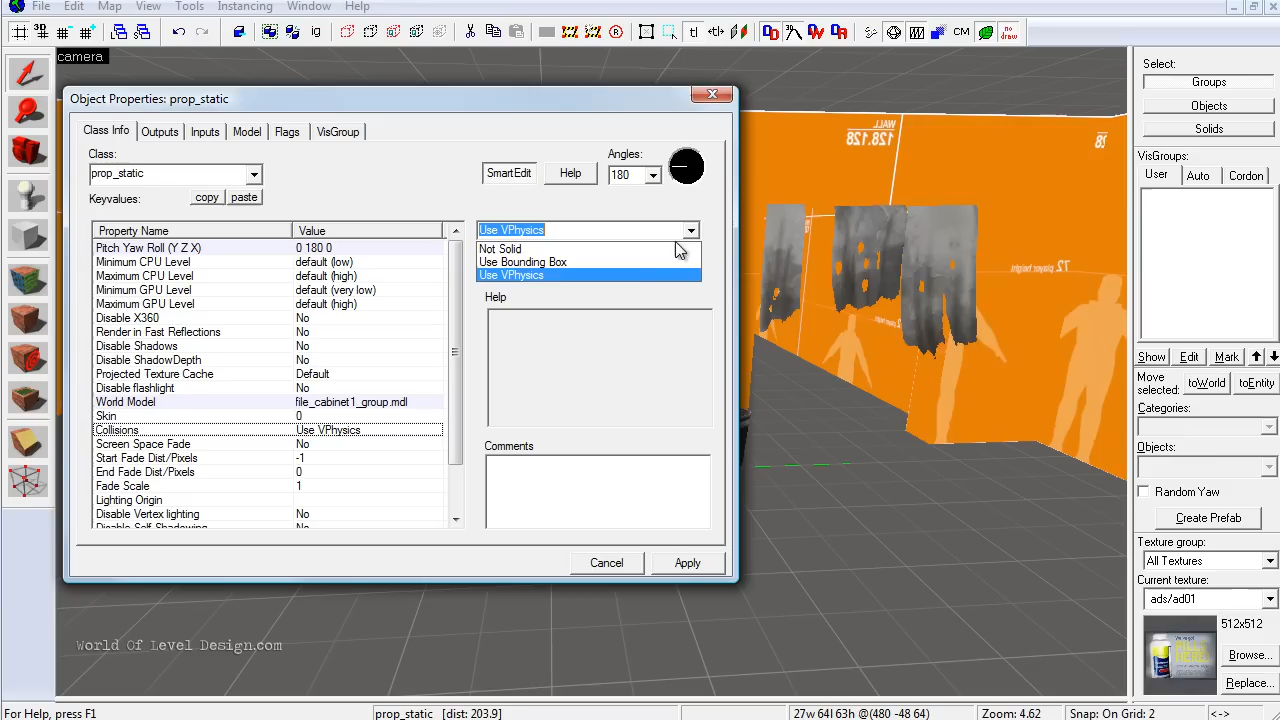 File Edit Map View Tools Instancing Window Help
camera
Object Properties: prop_static
Class Info Outputs Inputs Model Flags VisGroup
Class:
prop_static
SmartEdit Help
Angles:
180
Keyvalues: copy paste
Property Name Value
Pitch Yaw Roll (Y Z X) 0 180 0
Minimum CPU Level default (low)
Maximum CPU Level default (high)
Minimum GPU Level default (very low)
Maximum GPU Level default (high)
Disable X360 No
Render in Fast Reflections No
Disable Shadows No
Disable ShadowDepth No
Projected Texture Cache Default
Disable flashlight No
World Model file_cabinet1_group.mdl
Skin 0
Collisions Use VPhysics
Screen Space Fade No
Start Fade Dist/Pixels -1
End Fade Dist/Pixels 0
Fade Scale 1
Lighting Origin
Disable Vertex lighting No
Disable Self-Shadowing No
Use VPhysics
Not Solid
Use Bounding Box
Use VPhysics
Help
Comments
Cancel Apply
WALL
128.128
72 player height
World Of Level Design.com
Select:
Groups
Objects
Solids
VisGroups:
User Auto Cordon
Show Edit Mark
Move selected: toWorld toEntity
Categories:
Objects:
Random Yaw
Create Prefab
Texture group:
All Textures
Current texture:
ads/ad01
512x512
Browse...
Replace...
For Help, press F1
prop_static [dist: 203.9]
27w 64l 63h @(480 -48 64)
Zoom: 4.62
Snap: On Grid: 2
<->